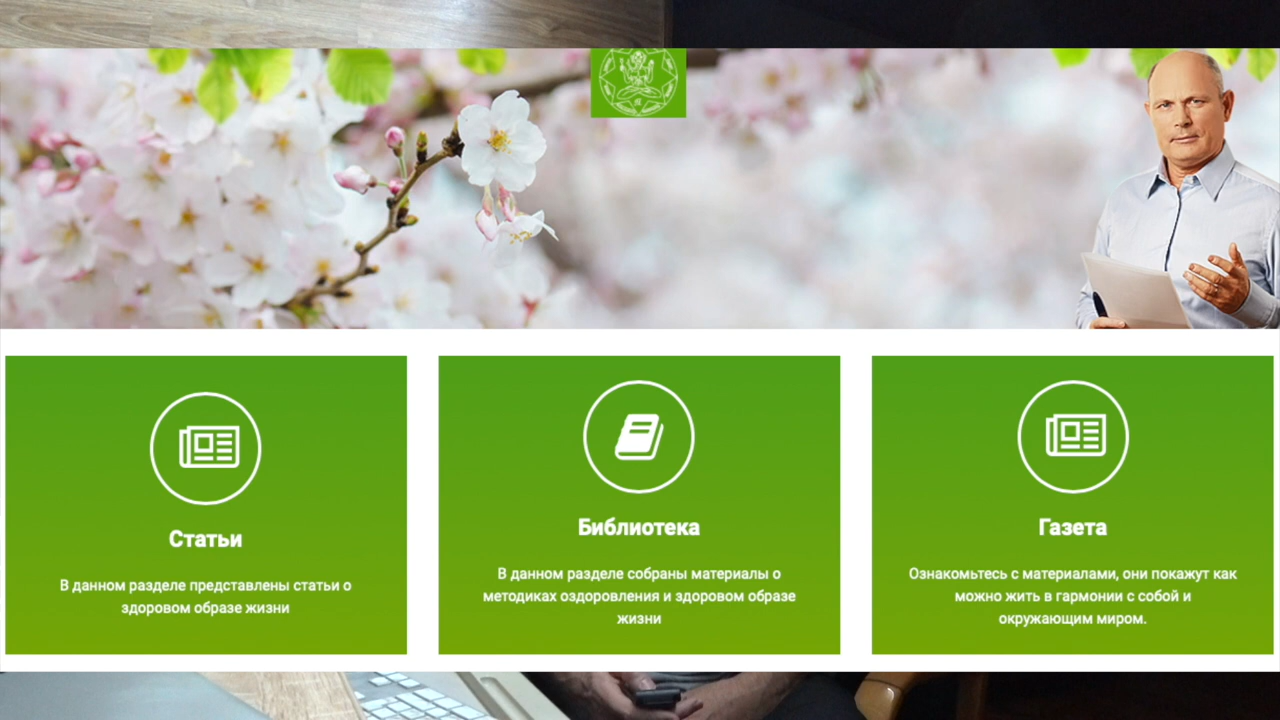 Статьи
В данном разделе представлены статьи о
здоровом образе жизни
Библиотека
В данном разделе собраны материалы о
методиках оздоровления и здоровом образе
жизни
Газета
Ознакомьтесь с материалами, они покажут как
можно жить в гармонии с собой и
окружающим миром.